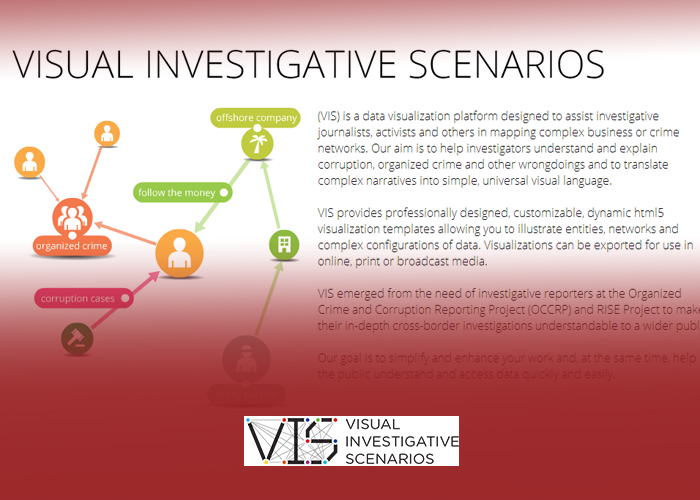 VISUAL INVESTIGATIVE SCENARIOS
offshore company
follow the money
organized crime
corruption cases
(VIS) is a data visualization platform designed to assist investigative
journalists, activists and others in mapping complex business or crime
networks. Our aim is to help investigators understand and explain
corruption, organized crime and other wrongdoings and to translate
complex narratives into simple, universal visual language.
VIS provides professionally designed, customizable, dynamic html5
visualization templates allowing you to illustrate entities, networks and
complex configurations of data. Visualizations can be exported for use in
online, print or broadcast media.
VIS emerged from the need of investigative reporters at the Organized
Crime and Corruption Reporting Project (OCCRP) and RISE Project to make
their in-depth cross-border investigations understandable to a wider publ
Our goal is to simplify and enhance your work and, at the same time, help
the public understand and access data quickly and easily.
VIS VISUAL
INVESTIGATIVE
SCENARIOS